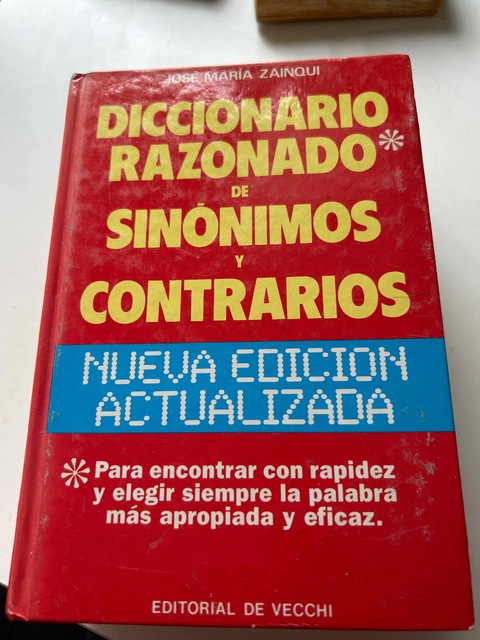 JOSÉ MARÍA ZAINQUI
DICCIONARIO
RAZONADO*
DE
SINÓNIMOS
Y
CONTRARIOS
NUEVA EDICION
ACTUALIZADA
* Para encontrar con rapidez
y elegir siempre la palabra
más apropiada y eficaz.
EDITORIAL DE VECCHI